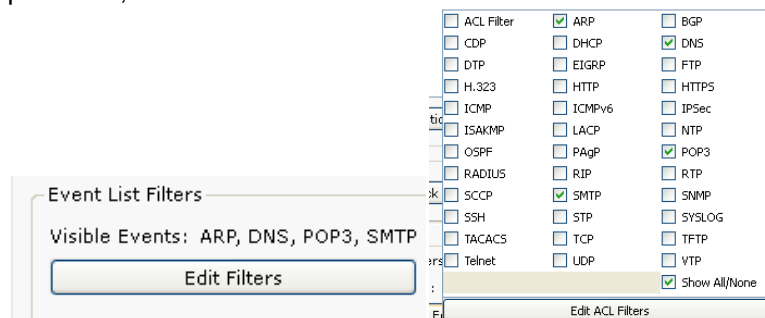 ACL Filter ARP BGP
CDP DHCP DNS
DTP EIGRP FTP
H.323 HTTP HTTPS
ICMP ICMPv6 IPSec
ISAKMP LACP NTP
OSPF PAgP POP3
RADIUS RIP RTP
SCCP SMTP SNMP
SSH STP SYSLOG
TACACS TCP TFTP
Telnet UDP VTP
Show All/None
Edit ACL Filters
Event List Filters
Visible Events: ARP, DNS, POP3, SMTP
Edit Filters